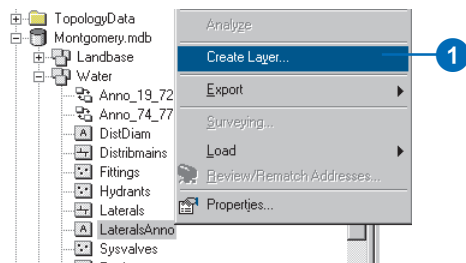 TopologyData
Montgomery.mdb
Landbase
Water
Anno_19_72
Anno_74_77
DistDiam
Distribmains
Fittings
Hydrants
Laterals
LateralsAnno
Sysvalves
Analyze
Create Layer...
Export
Surveying...
Load
Review/Rematch Addresses...
Properties...
1